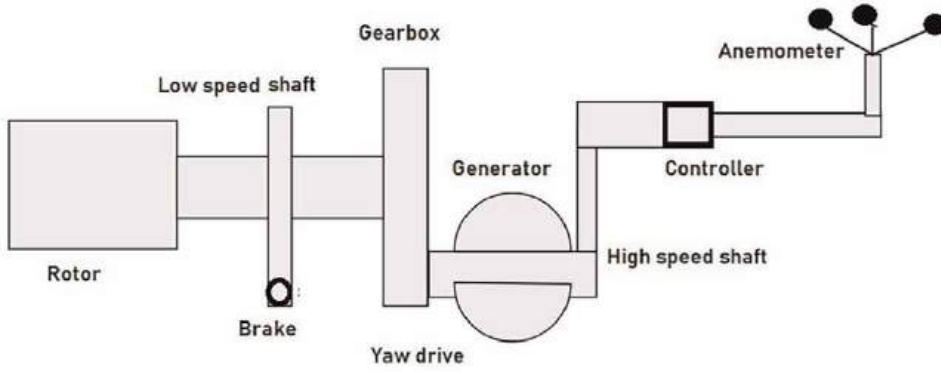 Gearbox
Anemometer
Low speed shaft
Generator
Controller
High speed shaft
Rotor
Brake
Yaw drive